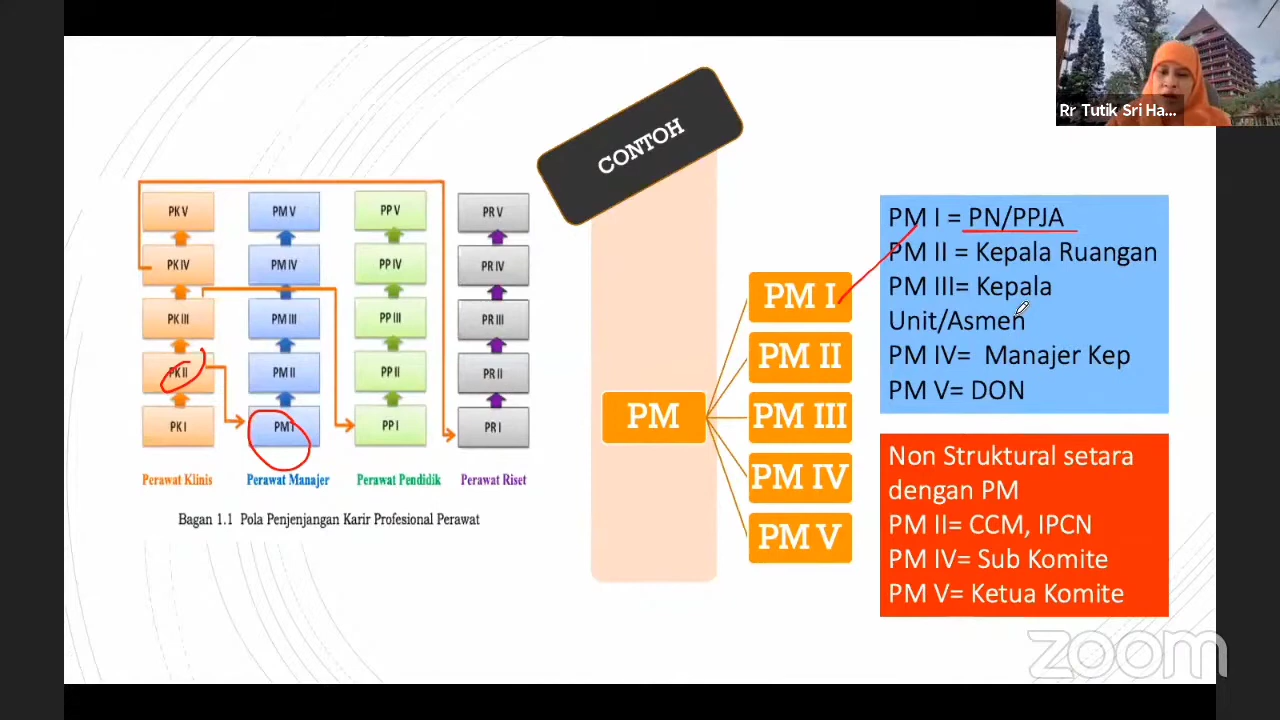 Rr Tutik Sri Ha...
CONTOH
PK V
PM V
PP V
PR V
PK IV
PM IV
PP IV
PR IV
PK III
PM III
PP III
PR III
PK II
PM II
PP II
PR II
PK I
PM I
PP I
PR I
Perawat Klinis
Perawat Manajer
Perawat Pendidik
Perawat Riset
Bagan 1.1 Pola Penjenjangan Karir Profesional Perawat
PM
PM I
PM II
PM III
PM IV
PM V
PM I = PN/PPJA
PM II = Kepala Ruangan
PM III= Kepala
Unit/Asmen
PM IV= Manajer Kep
PM V= DON
Non Struktural setara
dengan PM
PM II= CCM, IPCN
PM IV= Sub Komite
PM V= Ketua Komite
zoom